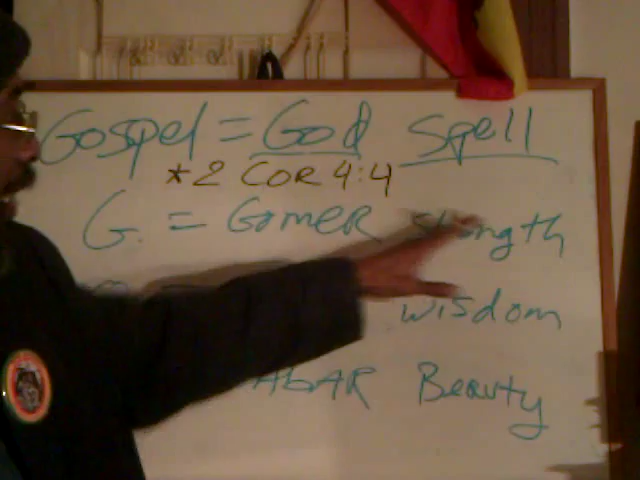 Gospel = God Spell
* 2 COR 4:4
G. = GOMER Strength
wisdom
AbAR Beauty